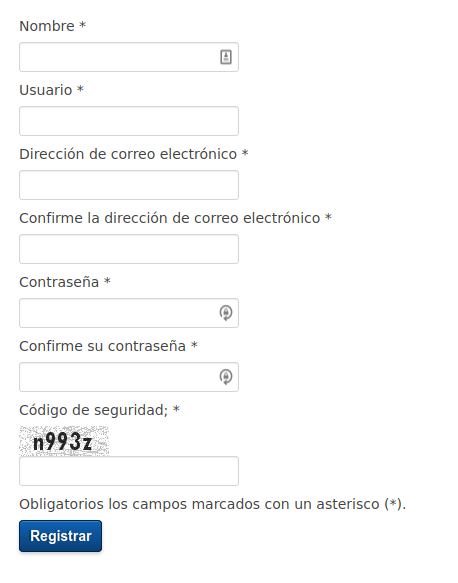 Nombre *
Usuario *
Dirección de correo electrónico *
Confirme la dirección de correo electrónico *
Contraseña *
Confirme su contraseña *
Código de seguridad; *
n993z
Obligatorios los campos marcados con un asterisco (*).
Registrar